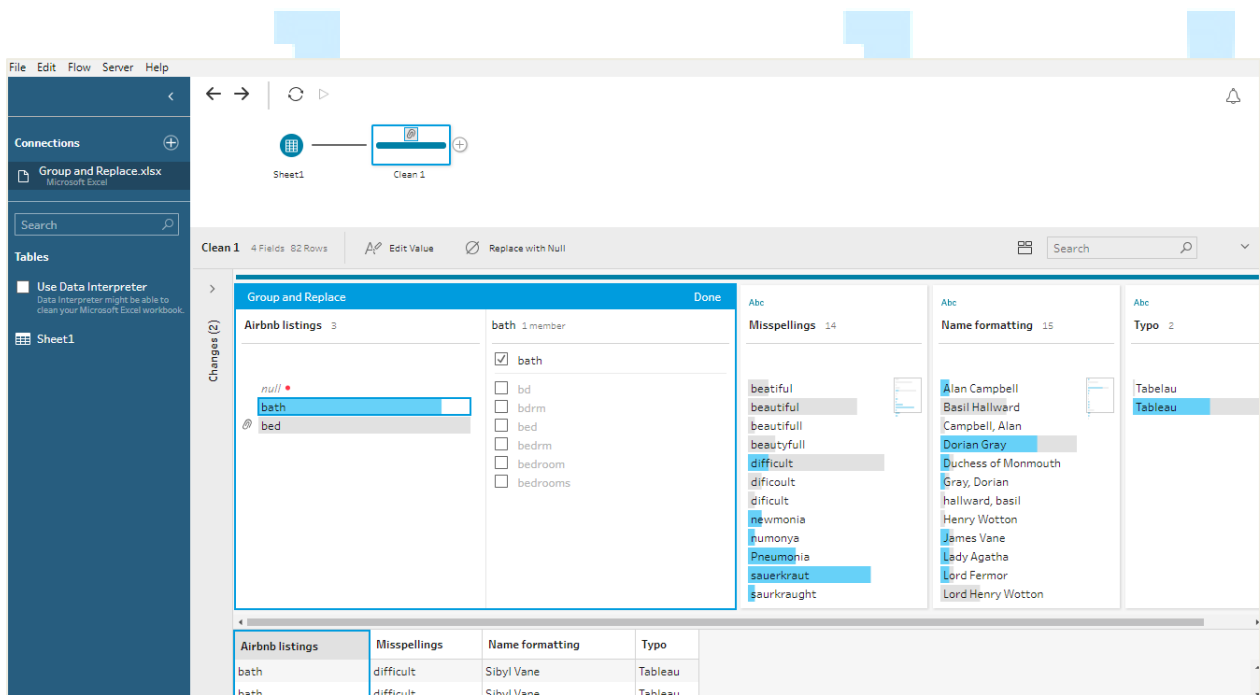 File Edit Flow Server Help
Connections
Group and Replace.xlsx
Microsoft Excel
Search
Tables
Use Data Interpreter
Data Interpreter might be able to
clean your Microsoft Excel workbook.
Sheet1
Sheet1
Clean 1
Clean 1 4 Fields 82 Rows Edit Value Replace with Null Search
Changes (2)
Group and Replace Done
Airbnb listings 3
null
bath
bed
bath 1 member
bath
bd
bdrm
bed
bedrm
bedroom
bedrooms
Abc
Misspellings 14
beatiful
beautiful
beautifull
beautyfull
difficult
dificoult
dificult
newmonia
numonya
Pneumonia
sauerkraut
saurkraught
Abc
Name formatting 15
Alan Campbell
Basil Hallward
Campbell, Alan
Dorian Gray
Duchess of Monmouth
Gray, Dorian
hallward, basil
Henry Wotton
James Vane
Lady Agatha
Lord Fermor
Lord Henry Wotton
Abc
Typo 2
Tabelau
Tableau
Airbnb listings Misspellings Name formatting Typo
bath difficult Sibyl Vane Tableau
bath difficult Sibyl Vane Tableau